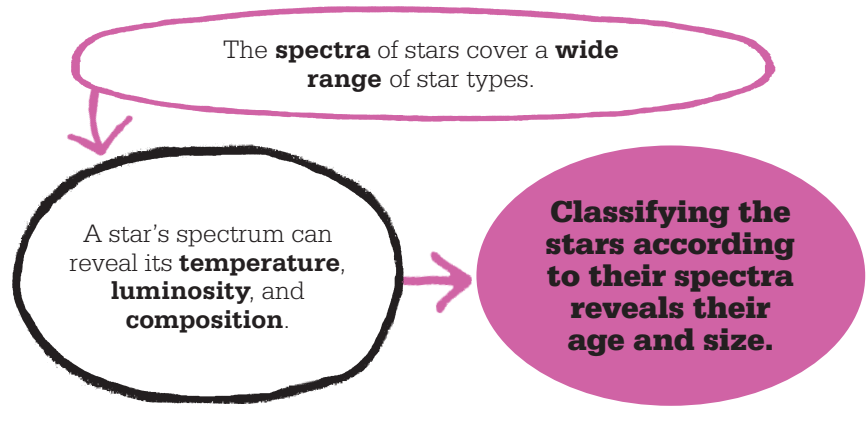 The spectra of stars cover a wide
range of star types.
A star’s spectrum can
reveal its temperature,
luminosity, and
composition.
Classifying the
stars according
to their spectra
reveals their
age and size.